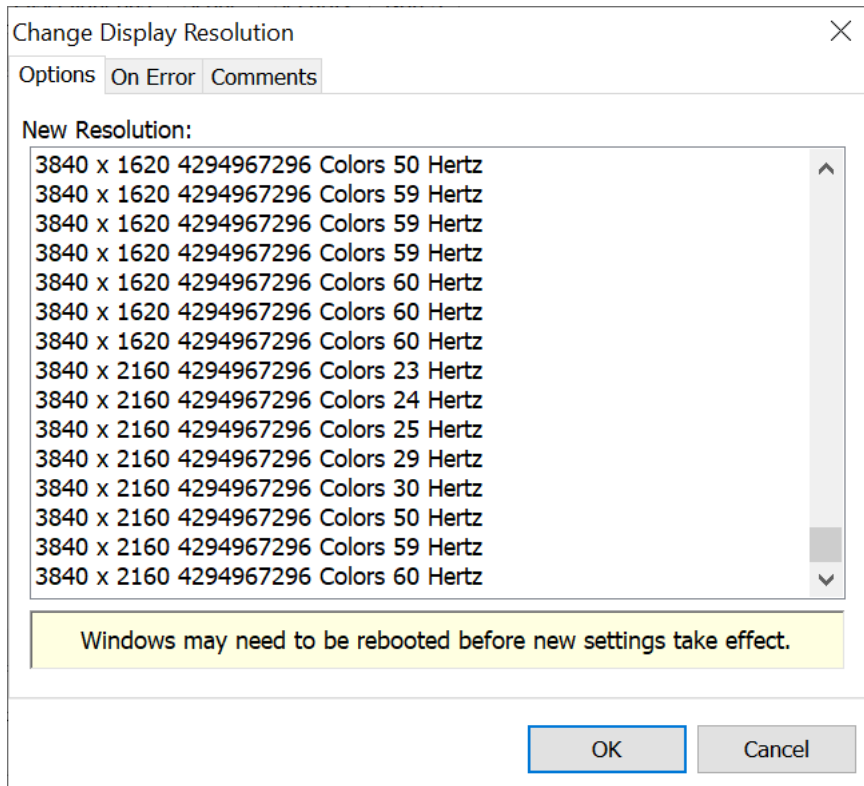 Change Display Resolution
Options On Error Comments
New Resolution:
3840 x 1620 4294967296 Colors 50 Hertz
3840 x 1620 4294967296 Colors 59 Hertz
3840 x 1620 4294967296 Colors 59 Hertz
3840 x 1620 4294967296 Colors 59 Hertz
3840 x 1620 4294967296 Colors 60 Hertz
3840 x 1620 4294967296 Colors 60 Hertz
3840 x 1620 4294967296 Colors 60 Hertz
3840 x 2160 4294967296 Colors 23 Hertz
3840 x 2160 4294967296 Colors 24 Hertz
3840 x 2160 4294967296 Colors 25 Hertz
3840 x 2160 4294967296 Colors 29 Hertz
3840 x 2160 4294967296 Colors 30 Hertz
3840 x 2160 4294967296 Colors 50 Hertz
3840 x 2160 4294967296 Colors 59 Hertz
3840 x 2160 4294967296 Colors 60 Hertz
Windows may need to be rebooted before new settings take effect.
OK Cancel